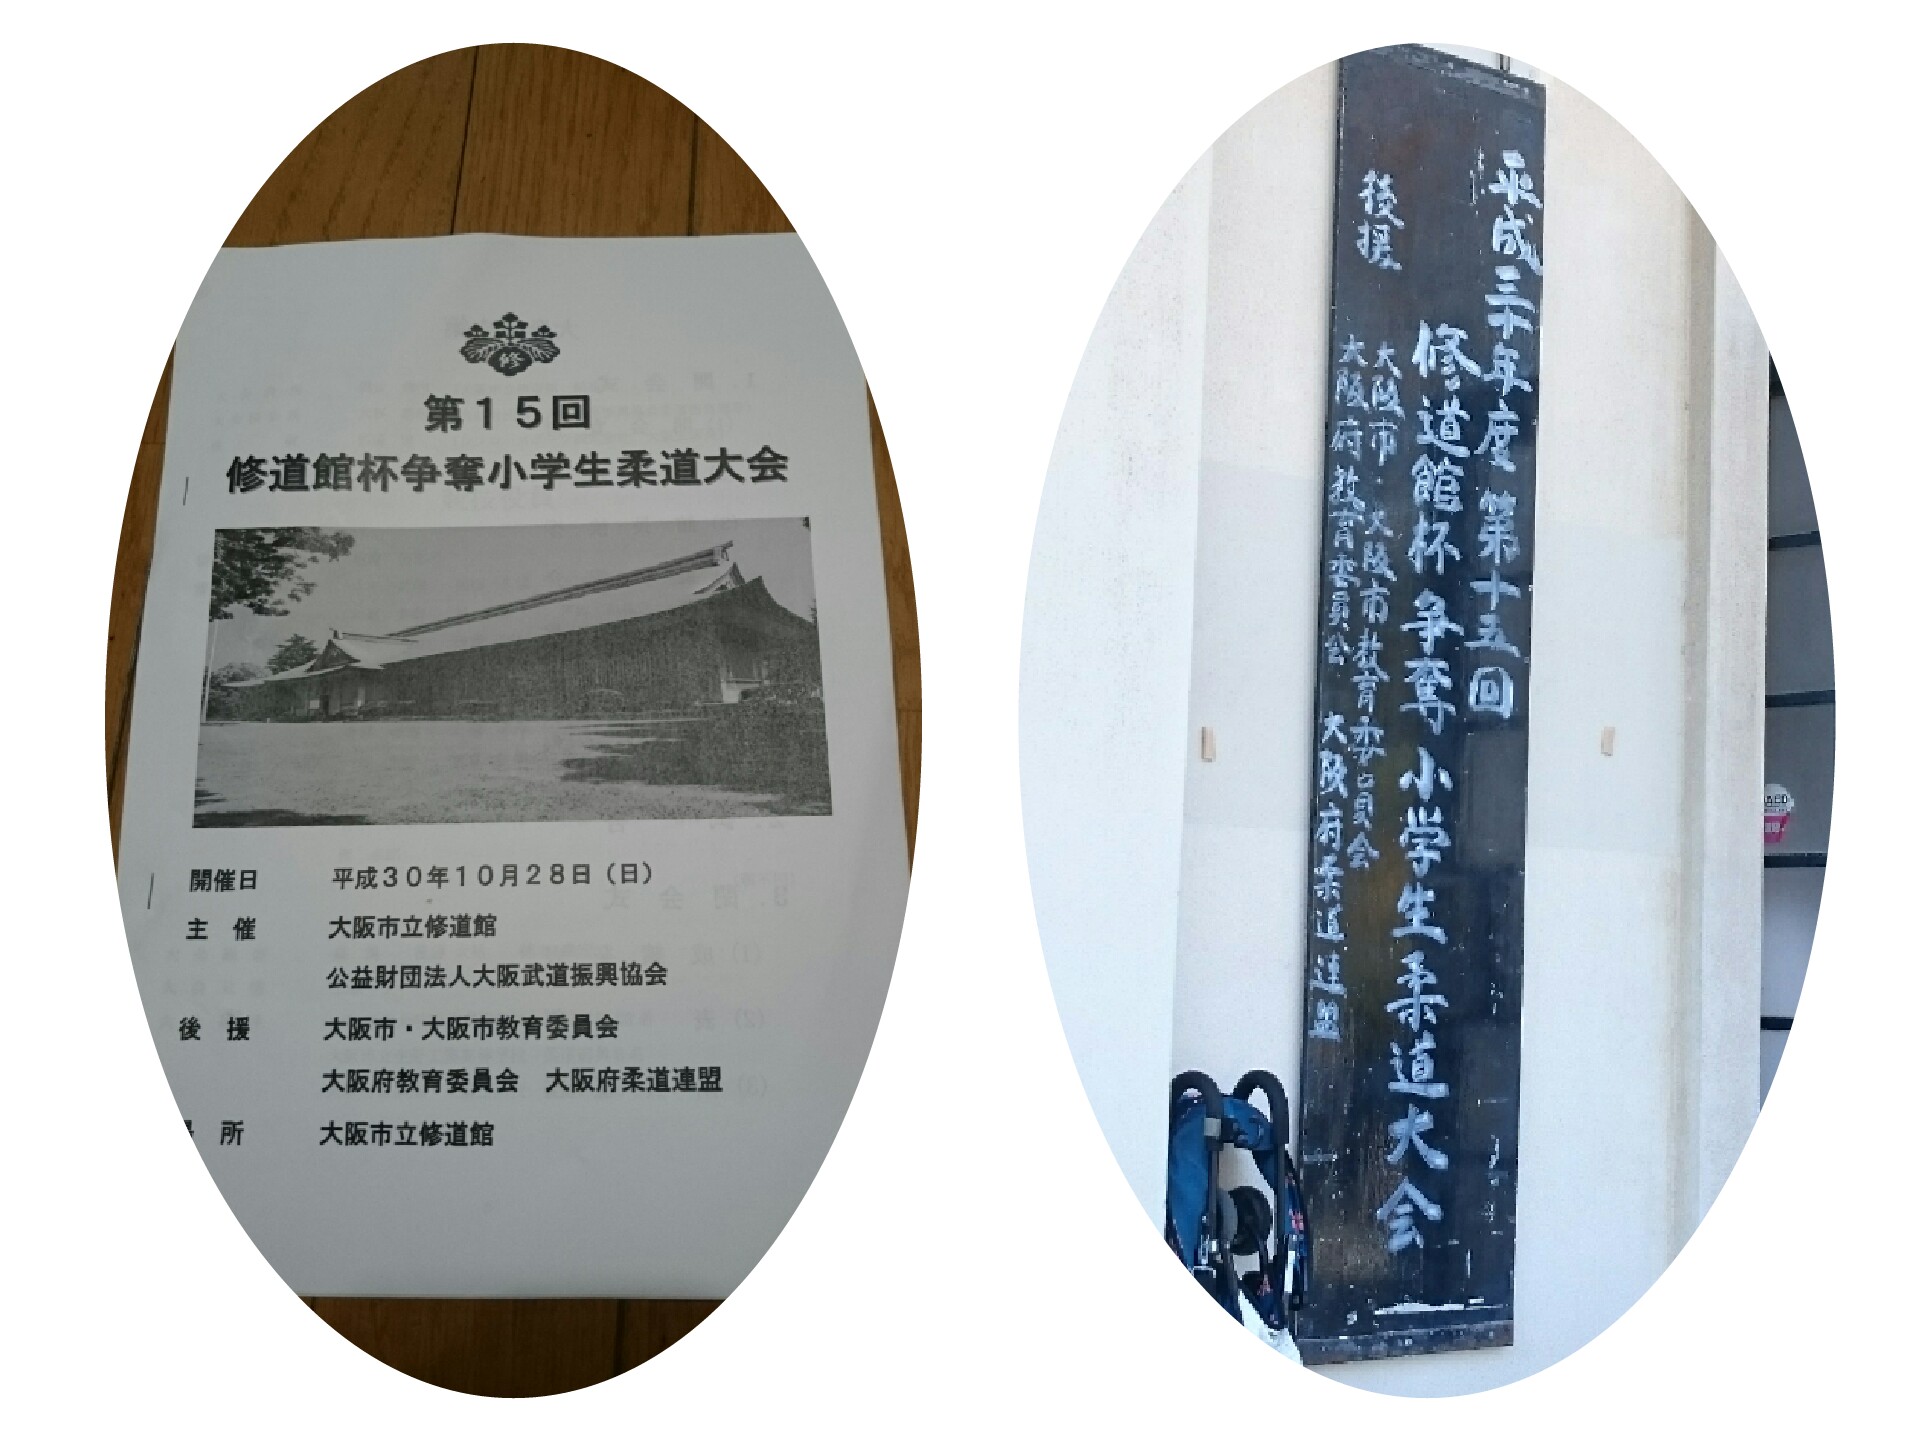 修
第15回
修道館杯争奪小学生柔道大会
開催日 平成30年10月28日(日)
主 催 大阪市立修道館
公益財団法人大阪武道振興協会
後 援 大阪市・大阪市教育委員会
大阪府教育委員会 大阪府柔道連盟
所 大阪市立修道館
平成三十年度 第十五回
修道館杯 争奪 小学生柔道大会
後援
大阪市・大阪市教育委員会
大阪府教育委員会 大阪府柔道連盟